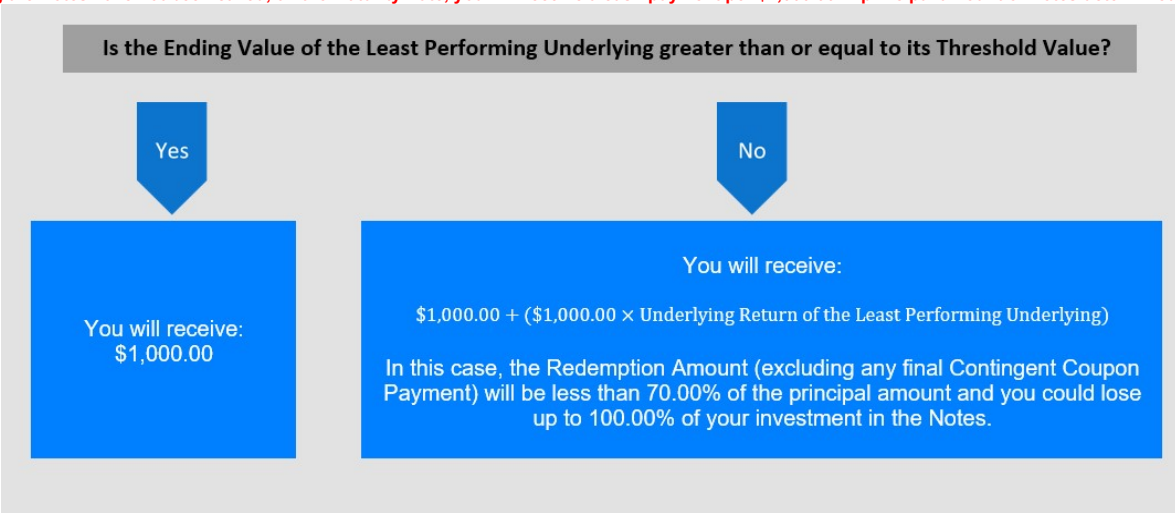 Is the Ending Value of the Least Performing Underlying greater than or equal to its Threshold Value?
Yes
No
You will receive:
$1,000.00
You will receive:
$1,000.00 + ($1,000.00 × Underlying Return of the Least Performing Underlying)
In this case, the Redemption Amount (excluding any final Contingent Coupon
Payment) will be less than 70.00% of the principal amount and you could lose
up to 100.00% of your investment in the Notes.